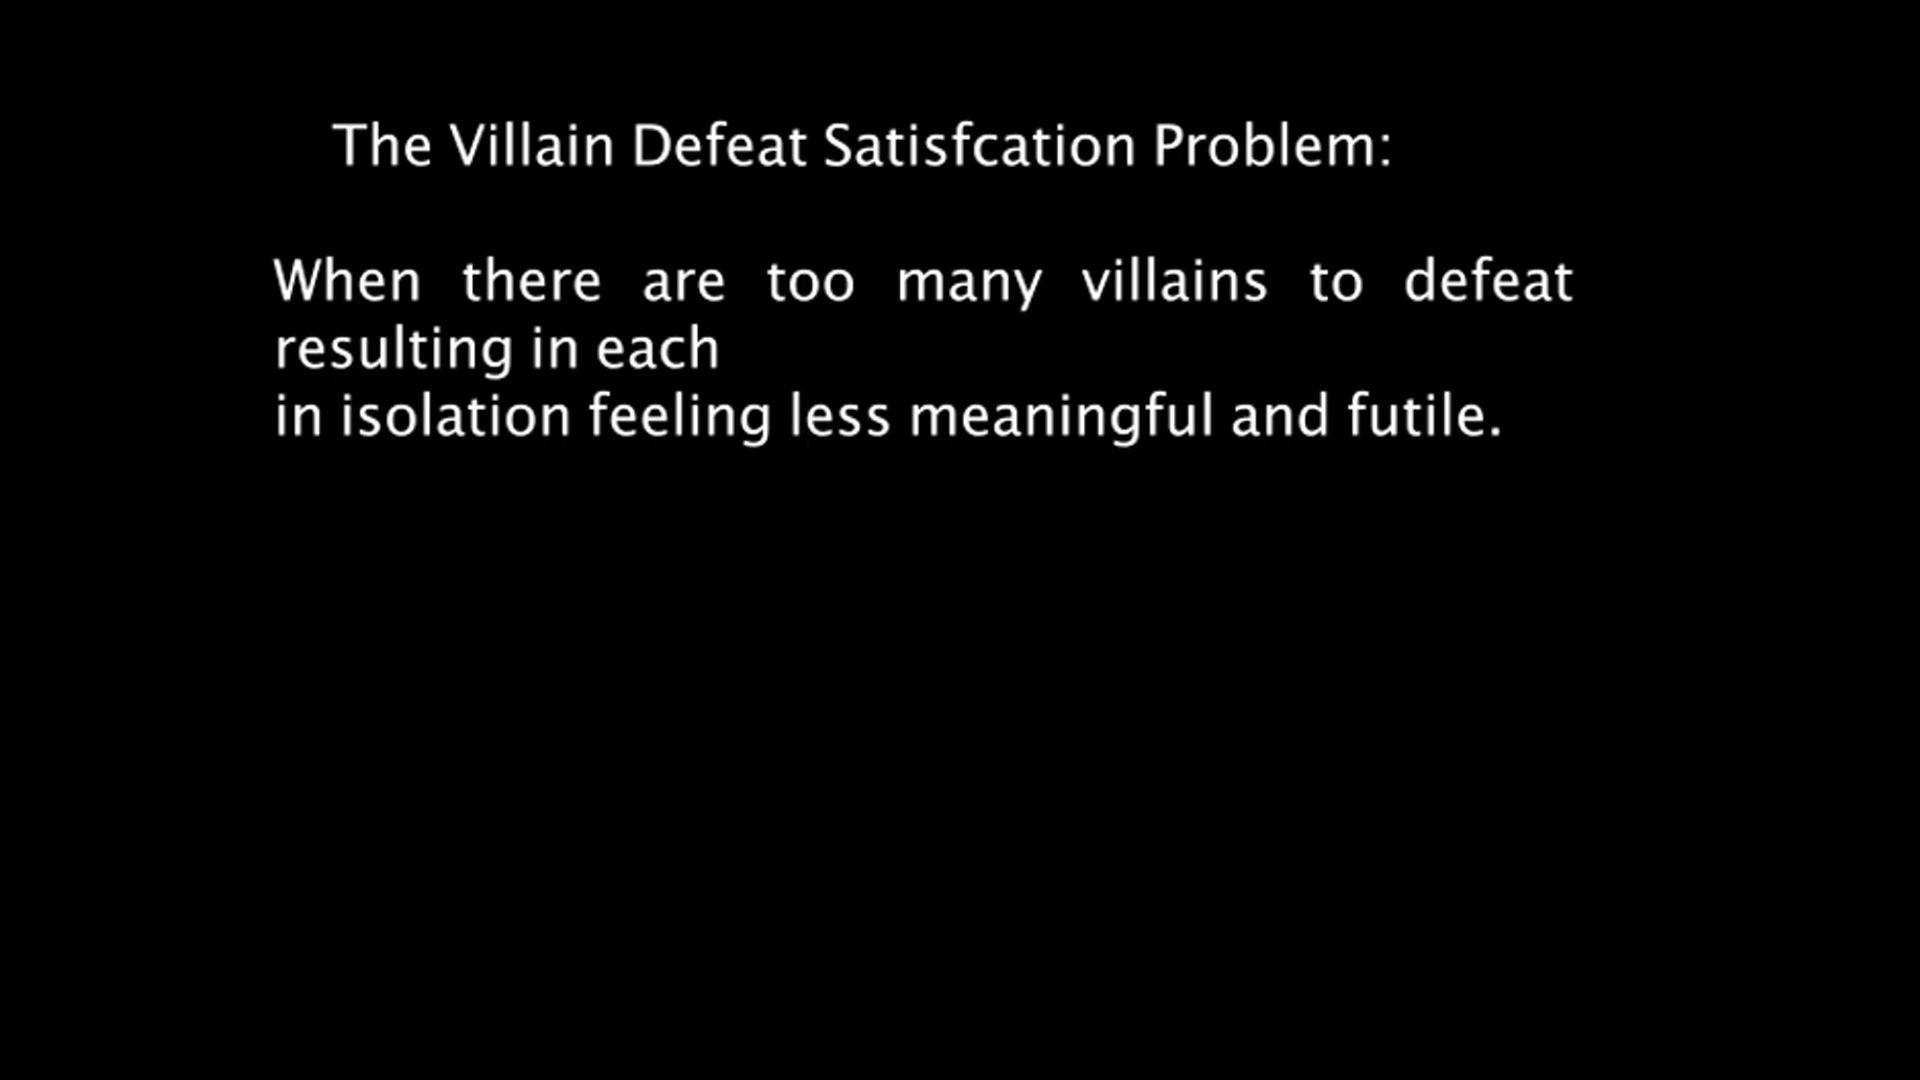 The Villain Defeat Satisfcation Problem:
When there are too many villains to defeat
resulting in each
in isolation feeling less meaningful and futile.